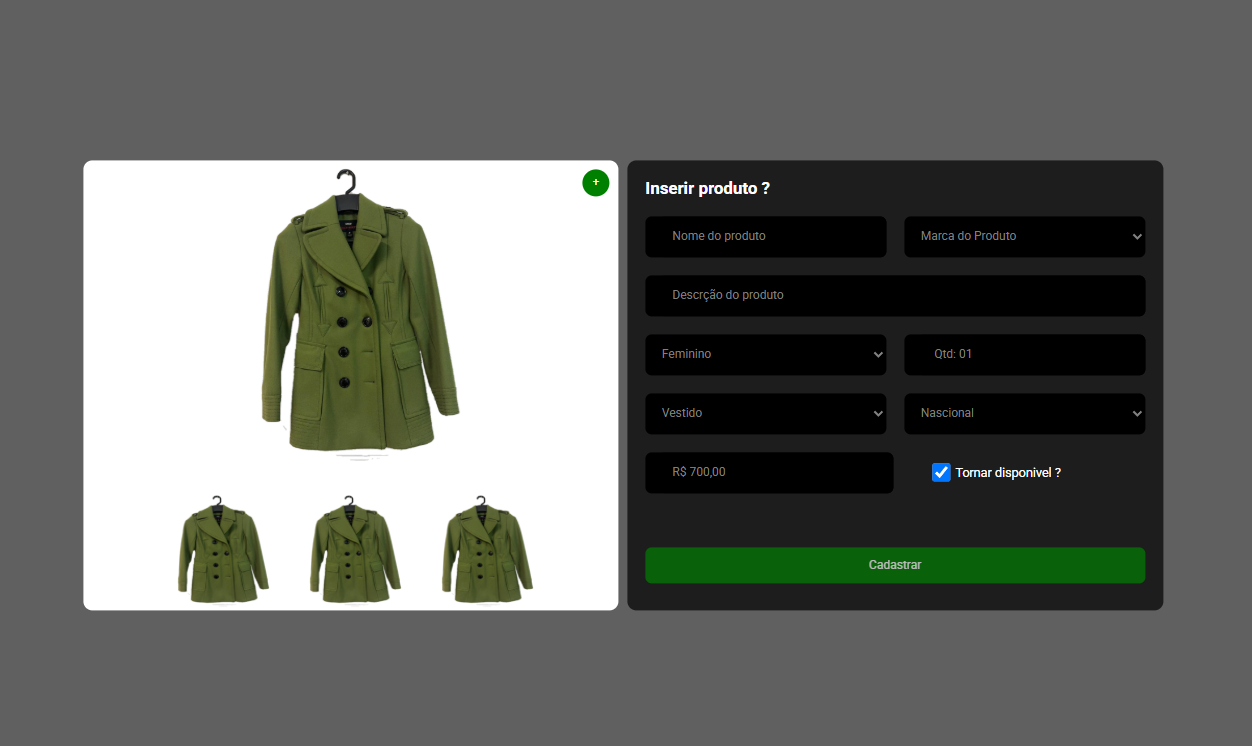 +
Inserir produto ?
Nome do produto
Marca do Produto
Descrção do produto
Feminino
Qtd: 01
Vestido
Nascional
R$ 700,00
Tornar disponivel ?
Cadastrar